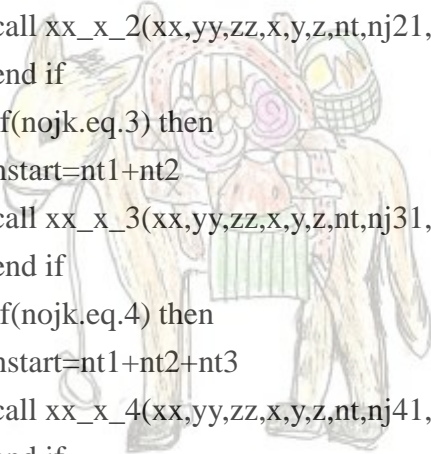 call xx_x_2(xx,yy,zz,x,y,z,nt,nj21,
end if
if(nojk.eq.3) then
nstart=nt1+nt2
call xx_x_3(xx,yy,zz,x,y,z,nt,nj31,
end if
if(nojk.eq.4) then
nstart=nt1+nt2+nt3
call xx_x_4(xx,yy,zz,x,y,z,nt,nj41,
end if